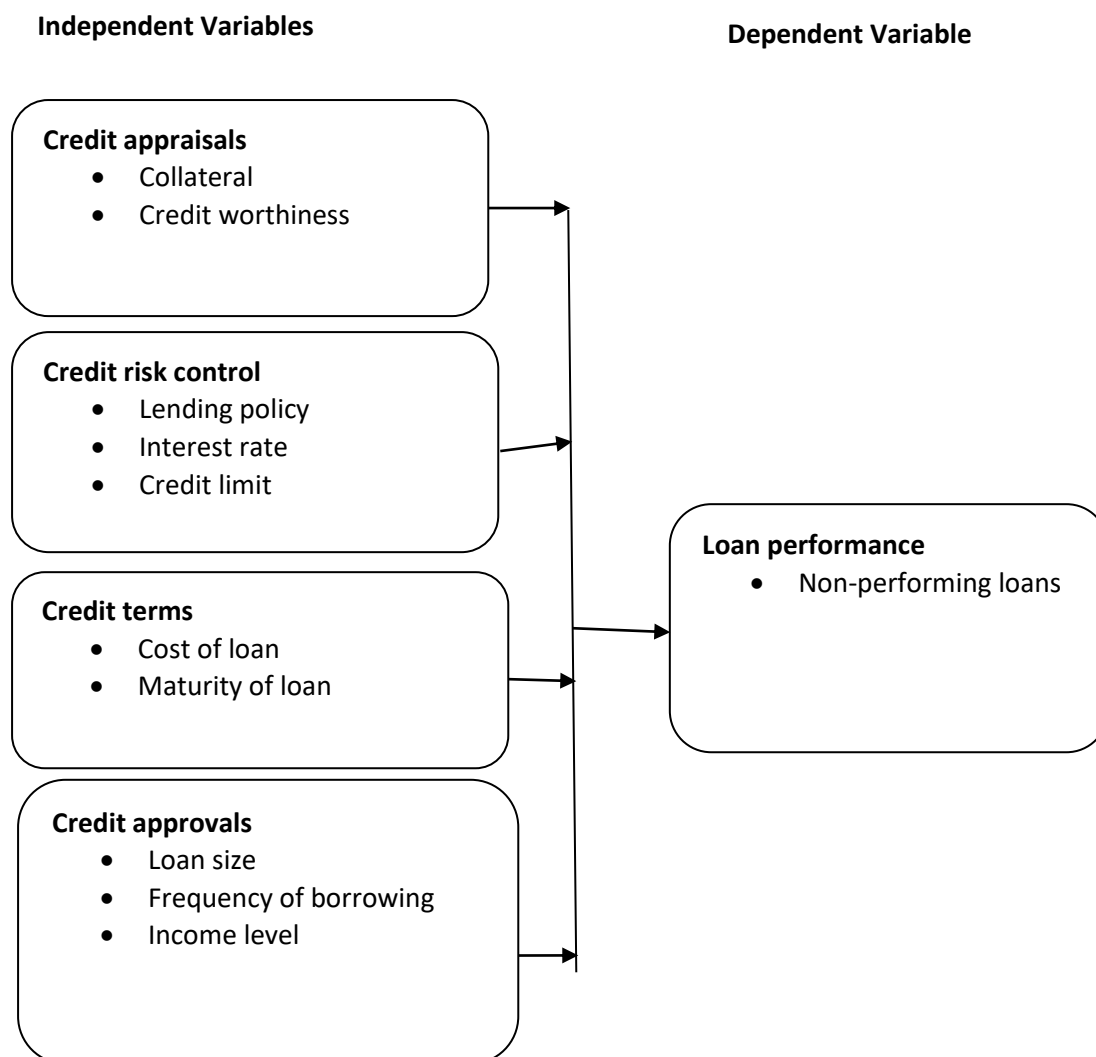 Independent Variables
Dependent Variable
Credit appraisals
• Collateral
• Credit worthiness
Credit risk control
• Lending policy
• Interest rate
• Credit limit
Credit terms
• Cost of loan
• Maturity of loan
Credit approvals
• Loan size
• Frequency of borrowing
• Income level
Loan performance
• Non-performing loans